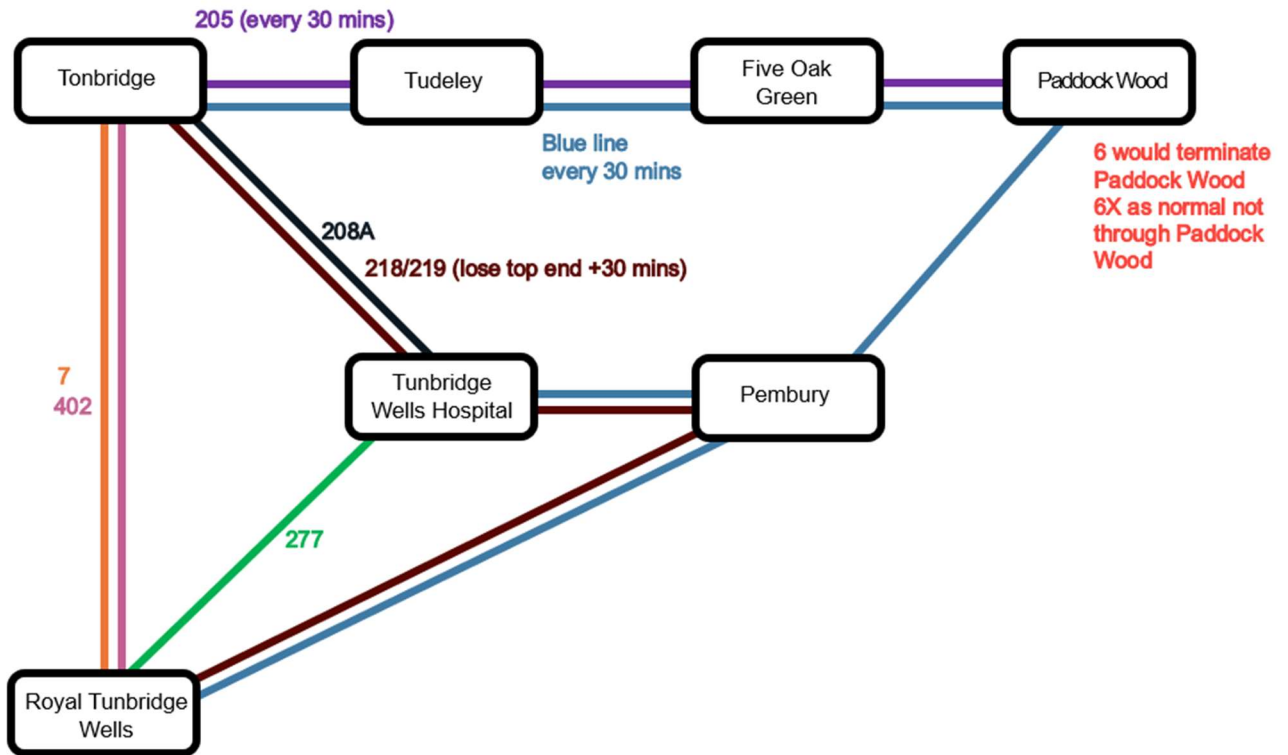 205 (every 30 mins)
Tonbridge
Tudeley
Five Oak
Green
Paddock Wood
Blue line
every 30 mins
6 would terminate
Paddock Wood
6X as normal not
through Paddock
Wood
208A
218/219 (lose top end +30 mins)
7
402
Tunbridge
Wells Hospital
Pembury
277
Royal Tunbridge
Wells